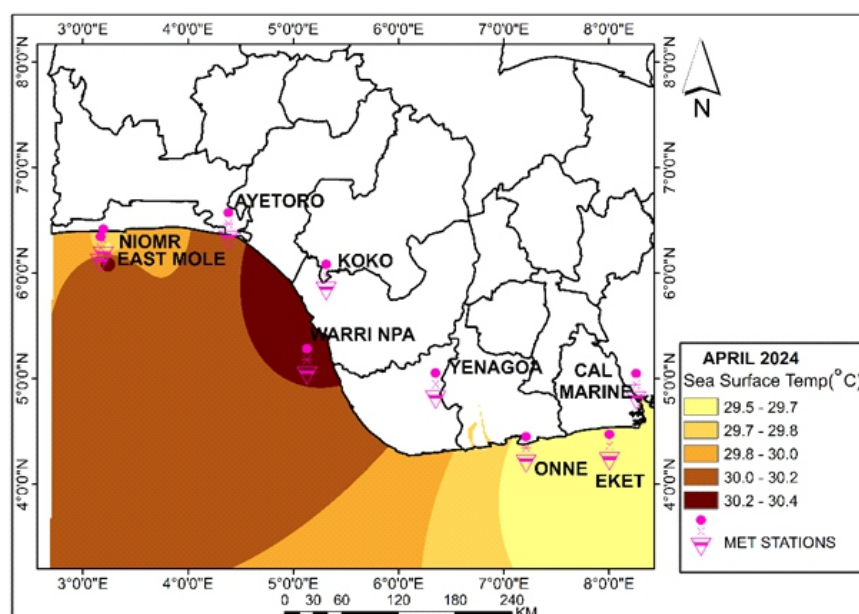 3°0'0"E 4°0'0"E 5°0'0"E 6°0'0"E 7°0'0"E 8°0'0"E
8°0'0"N 8°0'0"N
7°0'0"N 7°0'0"N
6°0'0"N 6°0'0"N
5°0'0"N 5°0'0"N
4°0'0"N 4°0'0"N
N
AYETORO
NIOMR
EAST MOLE
KOKO
WARRI NPA
YENAGOA
CAL
MARINE
ONNE
EKET
APRIL 2024
Sea Surface Temp(°C)
29.5 - 29.7
29.7 - 29.8
29.8 - 30.0
30.0 - 30.2
30.2 - 30.4
MET STATIONS
3°0'0"E 4°0'0"E 5°0'0"E 6°0'0"E 7°0'0"E 8°0'0"E
0 30 60 120 180 240
KM